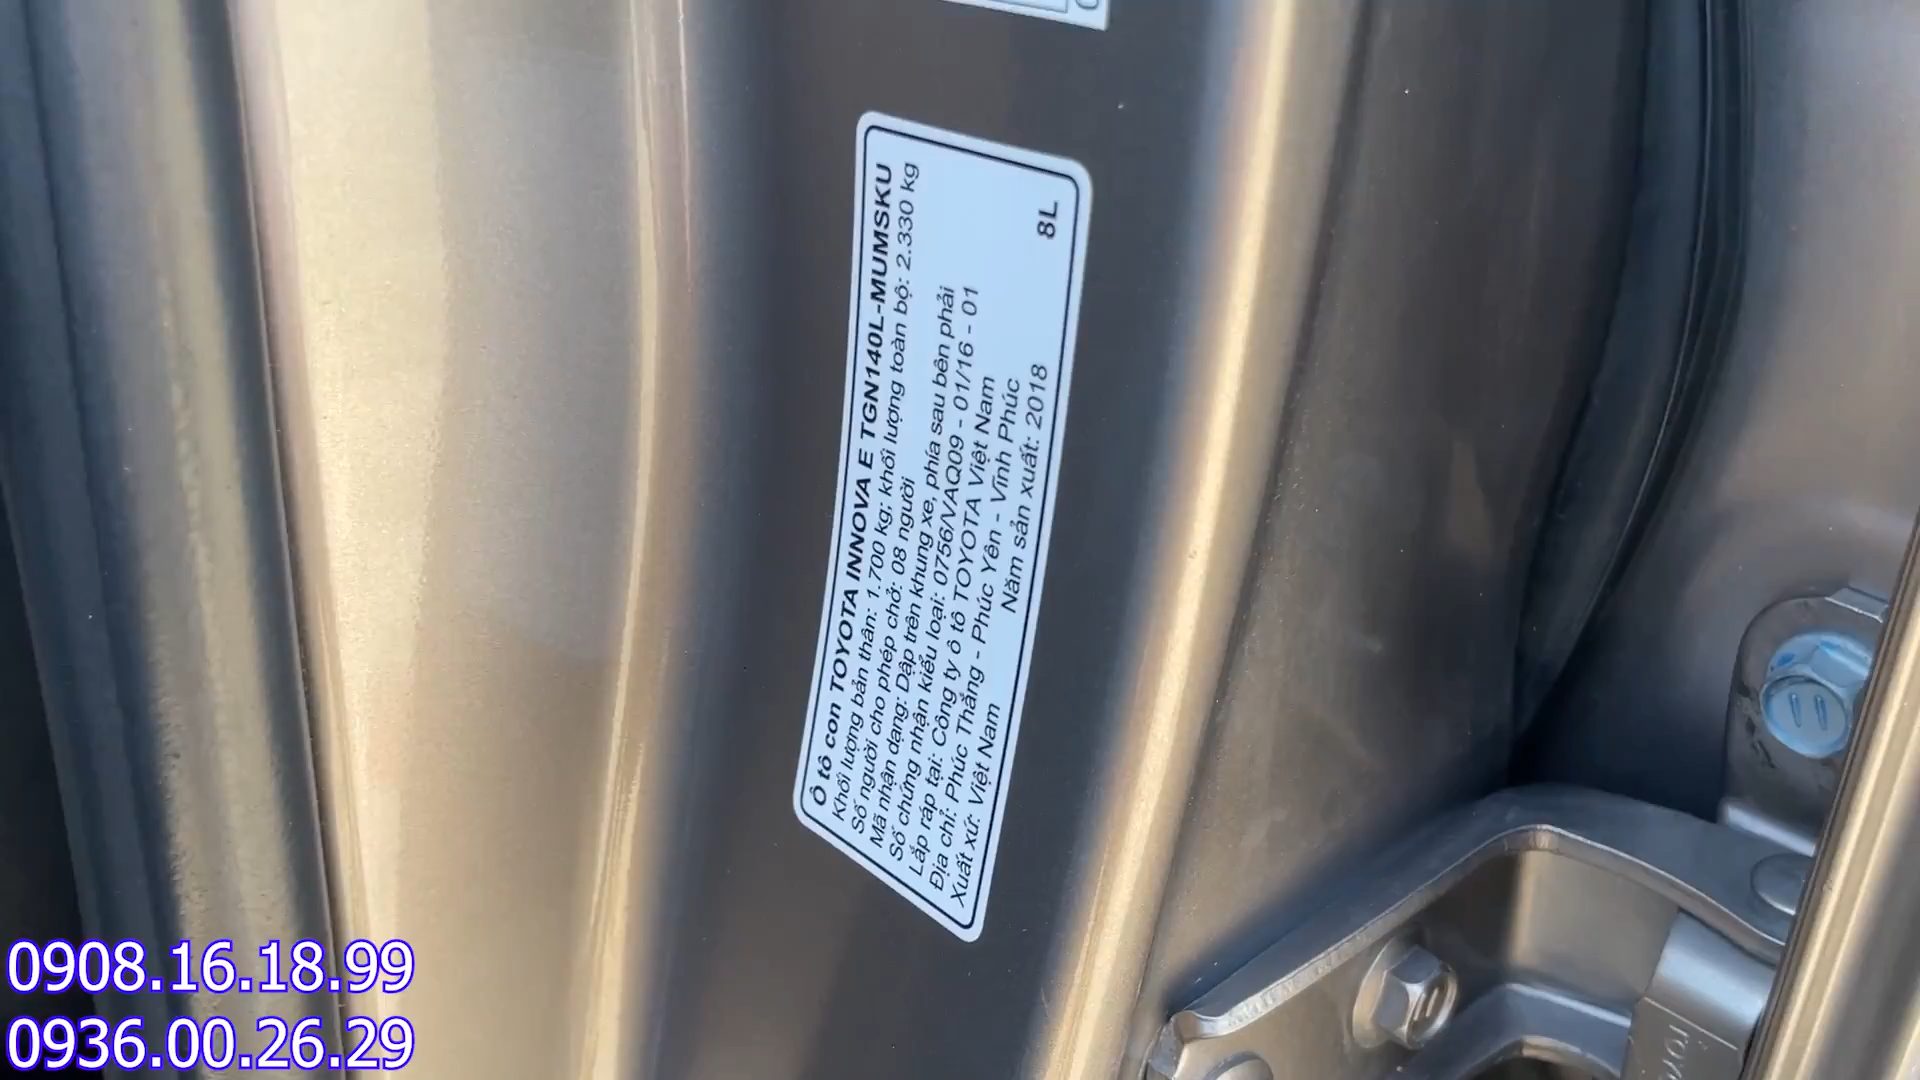 Ô tô con TOYOTA INNOVA E TGN140L-MUMSKU
Khối lượng bản thân: 1.700 kg; khối lượng toàn bộ: 2.330 kg
Số người cho phép chở: 08 người
Mã nhận dạng: Dập trên khung xe, phía sau bên phải
Số chứng nhận kiểu loại: 0756/VAQ09 - 01/16 - 01
Lắp ráp tại: Công ty ô tô TOYOTA Việt Nam
Địa chỉ: Phúc Thắng - Phúc Yên - Vĩnh Phúc
Xuất xứ: Việt Nam Năm sản xuất: 2018
8L
0908.16.18.99
0936.00.26.29